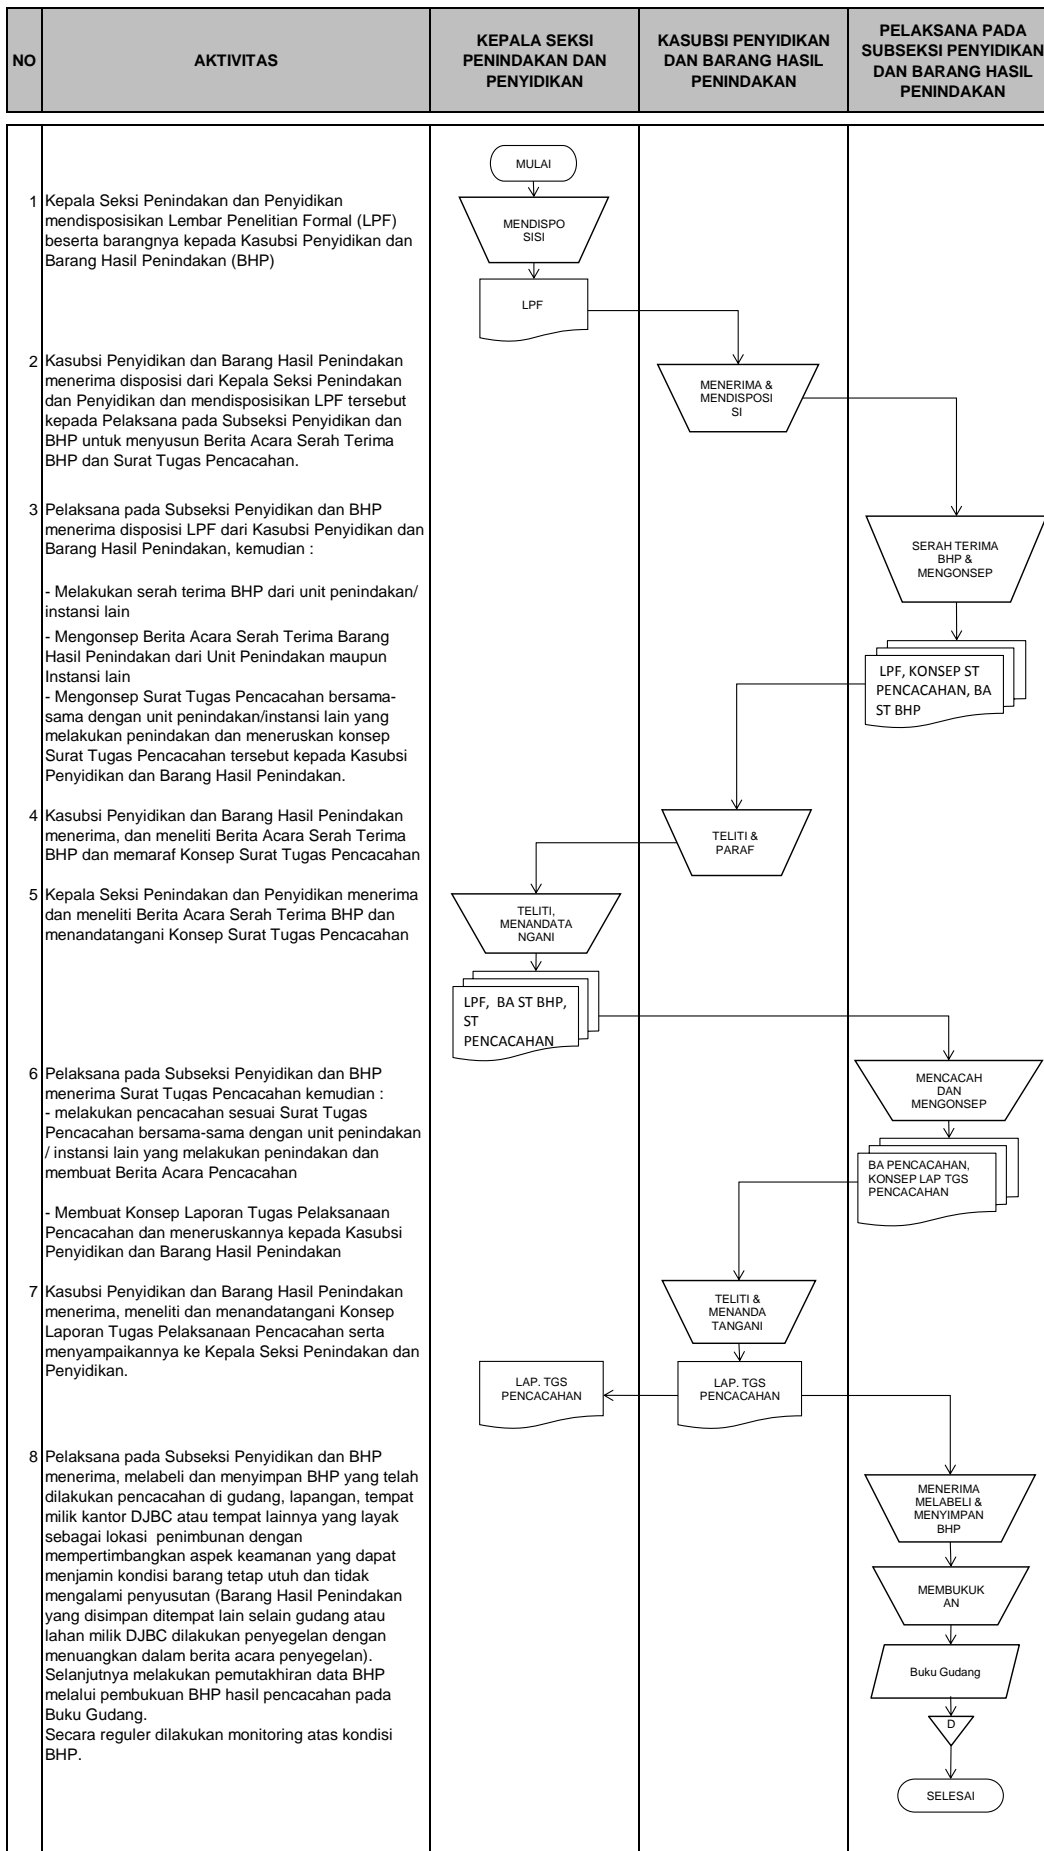 NO
AKTIVITAS
KEPALA SEKSI
PENINDAKAN DAN
PENYIDIKAN
KASUBSI PENYIDIKAN
DAN BARANG HASIL
PENINDAKAN
PELAKSANA PADA
SUBSEKSI PENYIDIKAN
DAN BARANG HASIL
PENINDAKAN
MULAI
1 Kepala Seksi Penindakan dan Penyidikan
mendisposisikan Lembar Penelitian Formal (LPF)
beserta barangnya kepada Kasubsi Penyidikan dan
Barang Hasil Penindakan (BHP)
MENDISPO
SISI
LPF
2 Kasubsi Penyidikan dan Barang Hasil Penindakan
menerima disposisi dari Kepala Seksi Penindakan
dan Penyidikan dan mendisposisikan LPF tersebut
kepada Pelaksana pada Subseksi Penyidikan dan
BHP untuk menyusun Berita Acara Serah Terima
BHP dan Surat Tugas Pencacahan.
MENERIMA &
MENDISPOSI
SI
3 Pelaksana pada Subseksi Penyidikan dan BHP
menerima disposisi LPF dari Kasubsi Penyidikan dan
Barang Hasil Penindakan, kemudian :
- Melakukan serah terima BHP dari unit penindakan/
instansi lain
- Mengonsep Berita Acara Serah Terima Barang
Hasil Penindakan dari Unit Penindakan maupun
Instansi lain
- Mengonsep Surat Tugas Pencacahan bersama-
sama dengan unit penindakan/instansi lain yang
melakukan penindakan dan meneruskan konsep
Surat Tugas Pencacahan tersebut kepada Kasubsi
Penyidikan dan Barang Hasil Penindakan.
SERAH TERIMA
BHP &
MENGONSEP
LPF, KONSEP ST
PENCACAHAN, BA
ST BHP
4 Kasubsi Penyidikan dan Barang Hasil Penindakan
menerima, dan meneliti Berita Acara Serah Terima
BHP dan memaraf Konsep Surat Tugas Pencacahan
TELITI &
PARAF
5 Kepala Seksi Penindakan dan Penyidikan menerima
dan meneliti Berita Acara Serah Terima BHP dan
menandatangani Konsep Surat Tugas Pencacahan
TELITI,
MENANDATA
NGANI
LPF, BA ST BHP,
ST
PENCACAHAN
6 Pelaksana pada Subseksi Penyidikan dan BHP
menerima Surat Tugas Pencacahan kemudian :
- melakukan pencacahan sesuai Surat Tugas
Pencacahan bersama-sama dengan unit penindakan
/ instansi lain yang melakukan penindakan dan
membuat Berita Acara Pencacahan
- Membuat Konsep Laporan Tugas Pelaksanaan
Pencacahan dan meneruskannya kepada Kasubsi
Penyidikan dan Barang Hasil Penindakan
MENCACAH
DAN
MENGONSEP
BA PENCACAHAN,
KONSEP LAP TGS
PENCACAHAN
7 Kasubsi Penyidikan dan Barang Hasil Penindakan
menerima, meneliti dan menandatangani Konsep
Laporan Tugas Pelaksanaan Pencacahan serta
menyampaikannya ke Kepala Seksi Penindakan dan
Penyidikan.
TELITI &
MENANDA
TANGANI
LAP. TGS
PENCACAHAN
LAP. TGS
PENCACAHAN
8 Pelaksana pada Subseksi Penyidikan dan BHP
menerima, melabeli dan menyimpan BHP yang telah
dilakukan pencacahan di gudang, lapangan, tempat
milik kantor DJBC atau tempat lainnya yang layak
sebagai lokasi penimbunan dengan
mempertimbangkan aspek keamanan yang dapat
menjamin kondisi barang tetap utuh dan tidak
mengalami penyusutan (Barang Hasil Penindakan
yang disimpan ditempat lain selain gudang atau
lahan milik DJBC dilakukan penyegelan dengan
menuangkan dalam berita acara penyegelan).
Selanjutnya melakukan pemutakhiran data BHP
melalui pembukuan BHP hasil pencacahan pada
Buku Gudang.
Secara reguler dilakukan monitoring atas kondisi
BHP.
MENERIMA
MELABELI &
MENYIMPAN
BHP
MEMBUKUK
AN
Buku Gudang
D
SELESAI